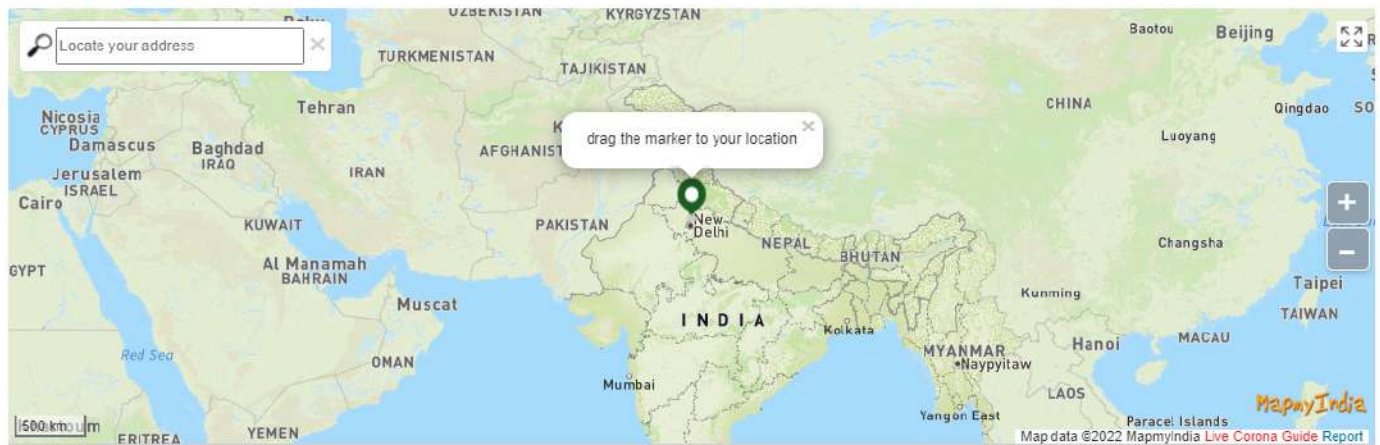 UZBEKISTAN
KYRGYZSTAN
Baotou
Beijing
Locate your address
TURKMENISTAN
TAJIKISTAN
Tehran
CHINA
Qingdao
SO
Nicosia
CYPRUS
Damascus
Baghdad
IRAQ
drag the marker to your location
Luoyang
AFGHANIST
IRAN
Jerusalem
ISRAEL
Cairo
KUWAIT
PAKISTAN
New
Delhi
NEPAL
BHUTAN
Changsha
GYPT
Al Manamah
BAHRAIN
Muscat
Taipei
TAIWAN
Kunming
INDIA
Kolkata
Red Sea
OMAN
MYANMAR
Naypyitaw
Hanoi
MACAU
Mumbai
LAOS
MapmyIndia
500 km
oum
ERITREA
YEMEN
Yangon East
Paracel Islands
Map data ©2022 MapmyIndia Live Corona Guide Report